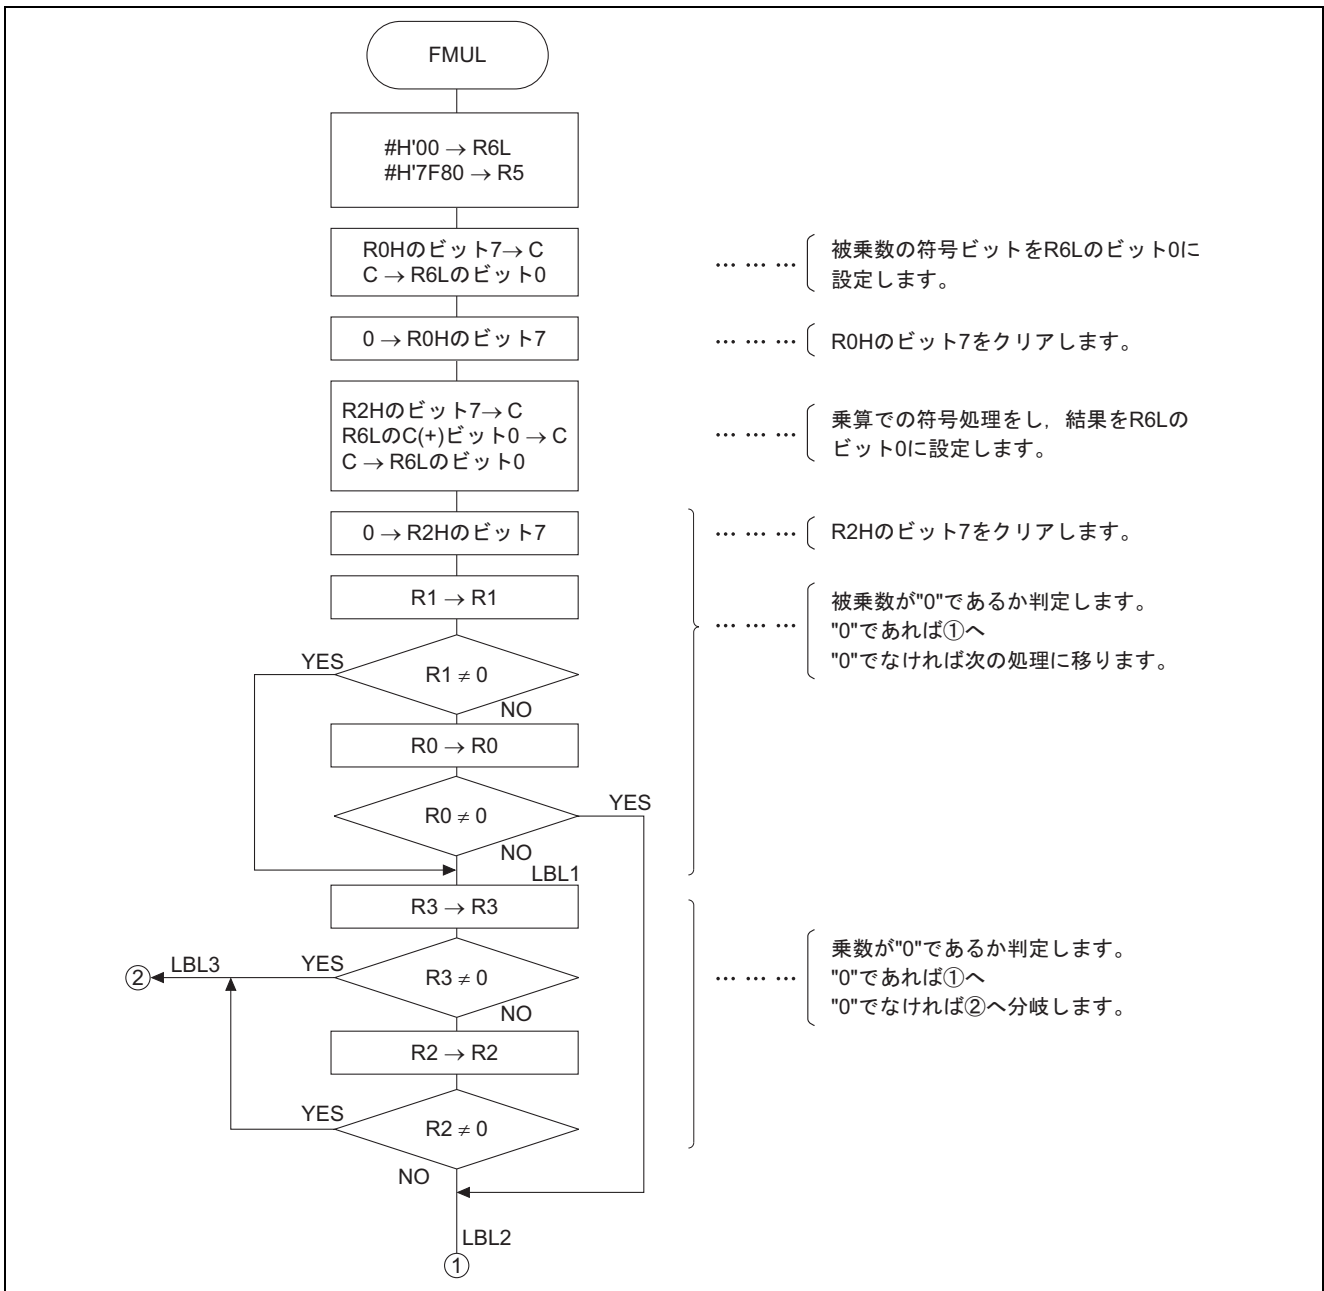 FMUL
#H'00 → R6L
#H'7F80 → R5
R0Hのビット7→ C
C → R6Lのビット0
… … …
被乗数の符号ビットをR6Lのビット0に
設定します。
0 → R0Hのビット7
… … …
R0Hのビット7をクリアします。
R2Hのビット7→ C
R6LのC(+)ビット0 → C
C → R6Lのビット0
… … …
乗算での符号処理をし，結果をR6Lの
ビット0に設定します。
0 → R2Hのビット7
… … …
R2Hのビット7をクリアします。
R1 → R1
… … …
被乗数が"0"であるか判定します。
"0"であれば①へ
"0"でなければ次の処理に移ります。
YES
R1 ≠ 0
NO
R0 → R0
R0 ≠ 0
YES
NO
LBL1
R3 → R3
… … …
乗数が"0"であるか判定します。
"0"であれば①へ
"0"でなければ②へ分岐します。
②
LBL3
YES
R3 ≠ 0
NO
R2 → R2
YES
R2 ≠ 0
NO
LBL2
①